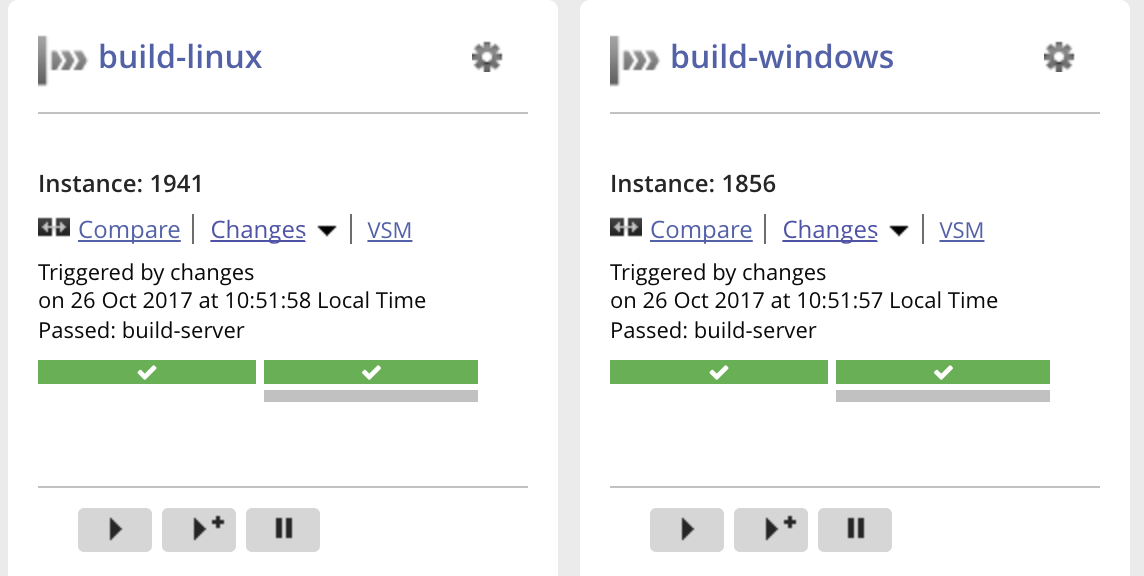 build-linux
Instance: 1941
Compare | Changes | VSM
Triggered by changes
on 26 Oct 2017 at 10:51:58 Local Time
Passed: build-server
build-windows
Instance: 1856
Compare | Changes | VSM
Triggered by changes
on 26 Oct 2017 at 10:51:57 Local Time
Passed: build-server